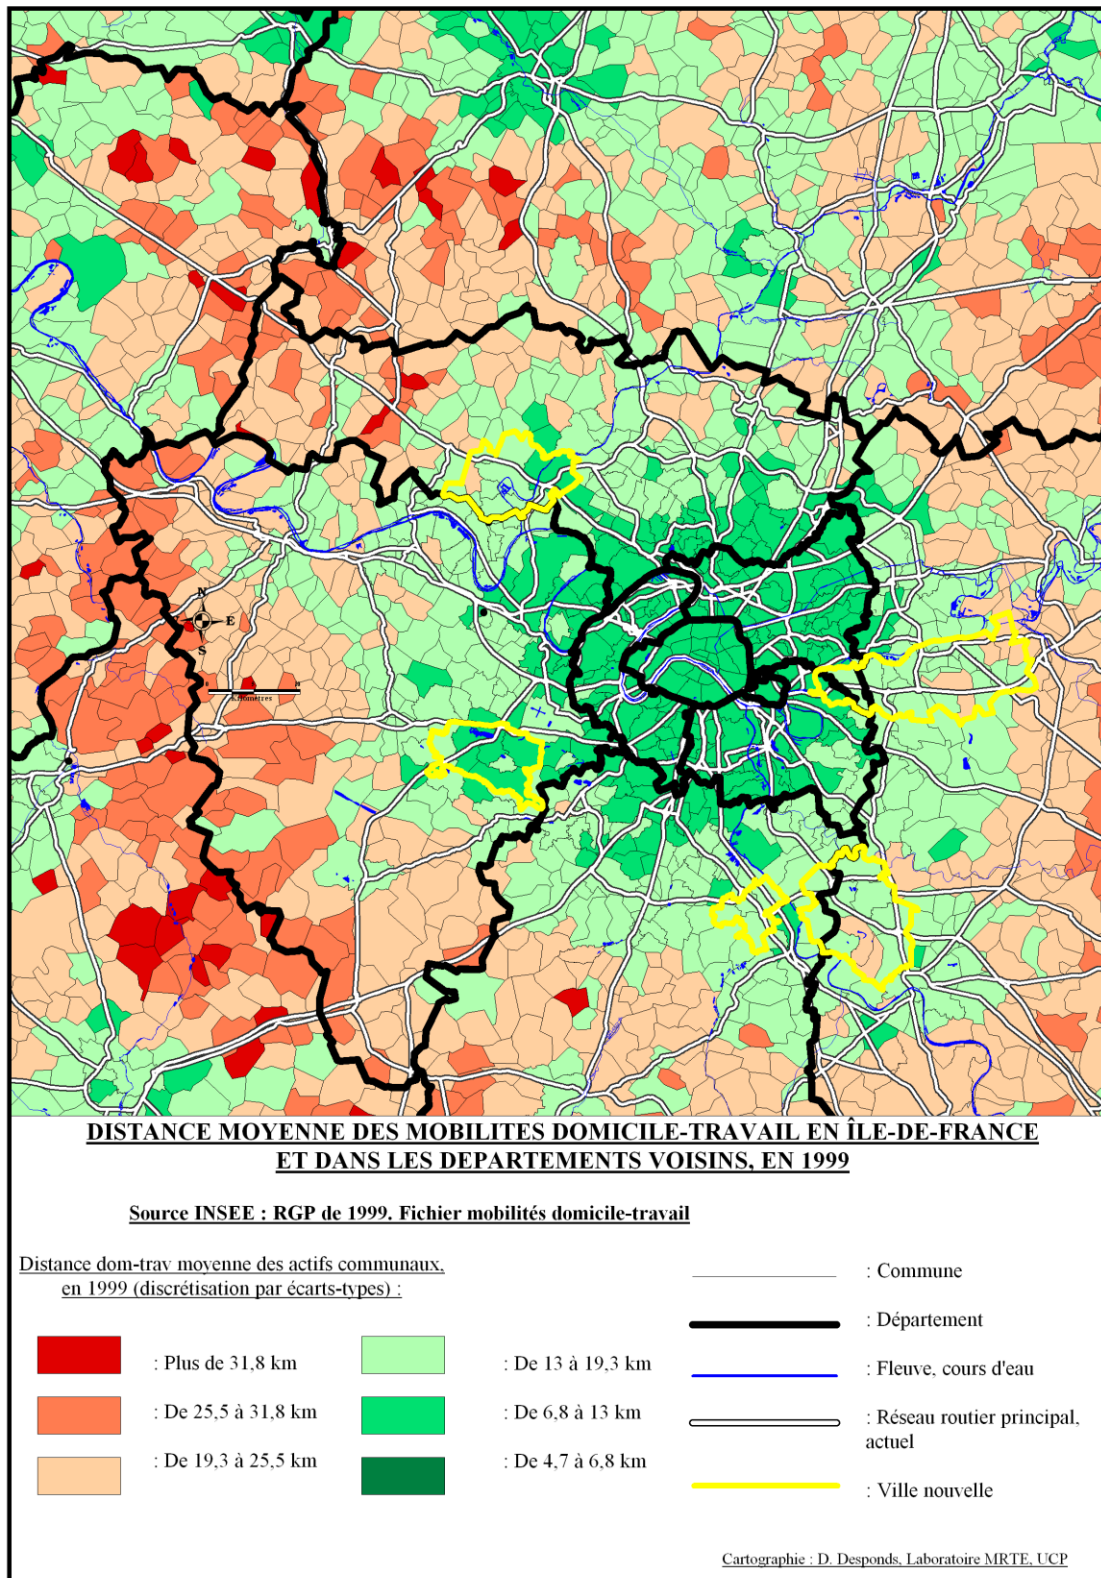 N
E
S
Kilomètres
DISTANCE MOYENNE DES MOBILITES DOMICILE-TRAVAIL EN ÎLE-DE-FRANCE
ET DANS LES DEPARTEMENTS VOISINS, EN 1999
Source INSEE : RGP de 1999. Fichier mobilités domicile-travail
Distance dom-trav moyenne des actifs communaux,
en 1999 (discrétisation par écarts-types) :
: Plus de 31,8 km
: De 25,5 à 31,8 km
: De 19,3 à 25,5 km
: De 13 à 19,3 km
: De 6,8 à 13 km
: De 4,7 à 6,8 km
: Commune
: Département
: Fleuve, cours d'eau
: Réseau routier principal,
actuel
: Ville nouvelle
Cartographie : D. Desponds, Laboratoire MRTE, UCP